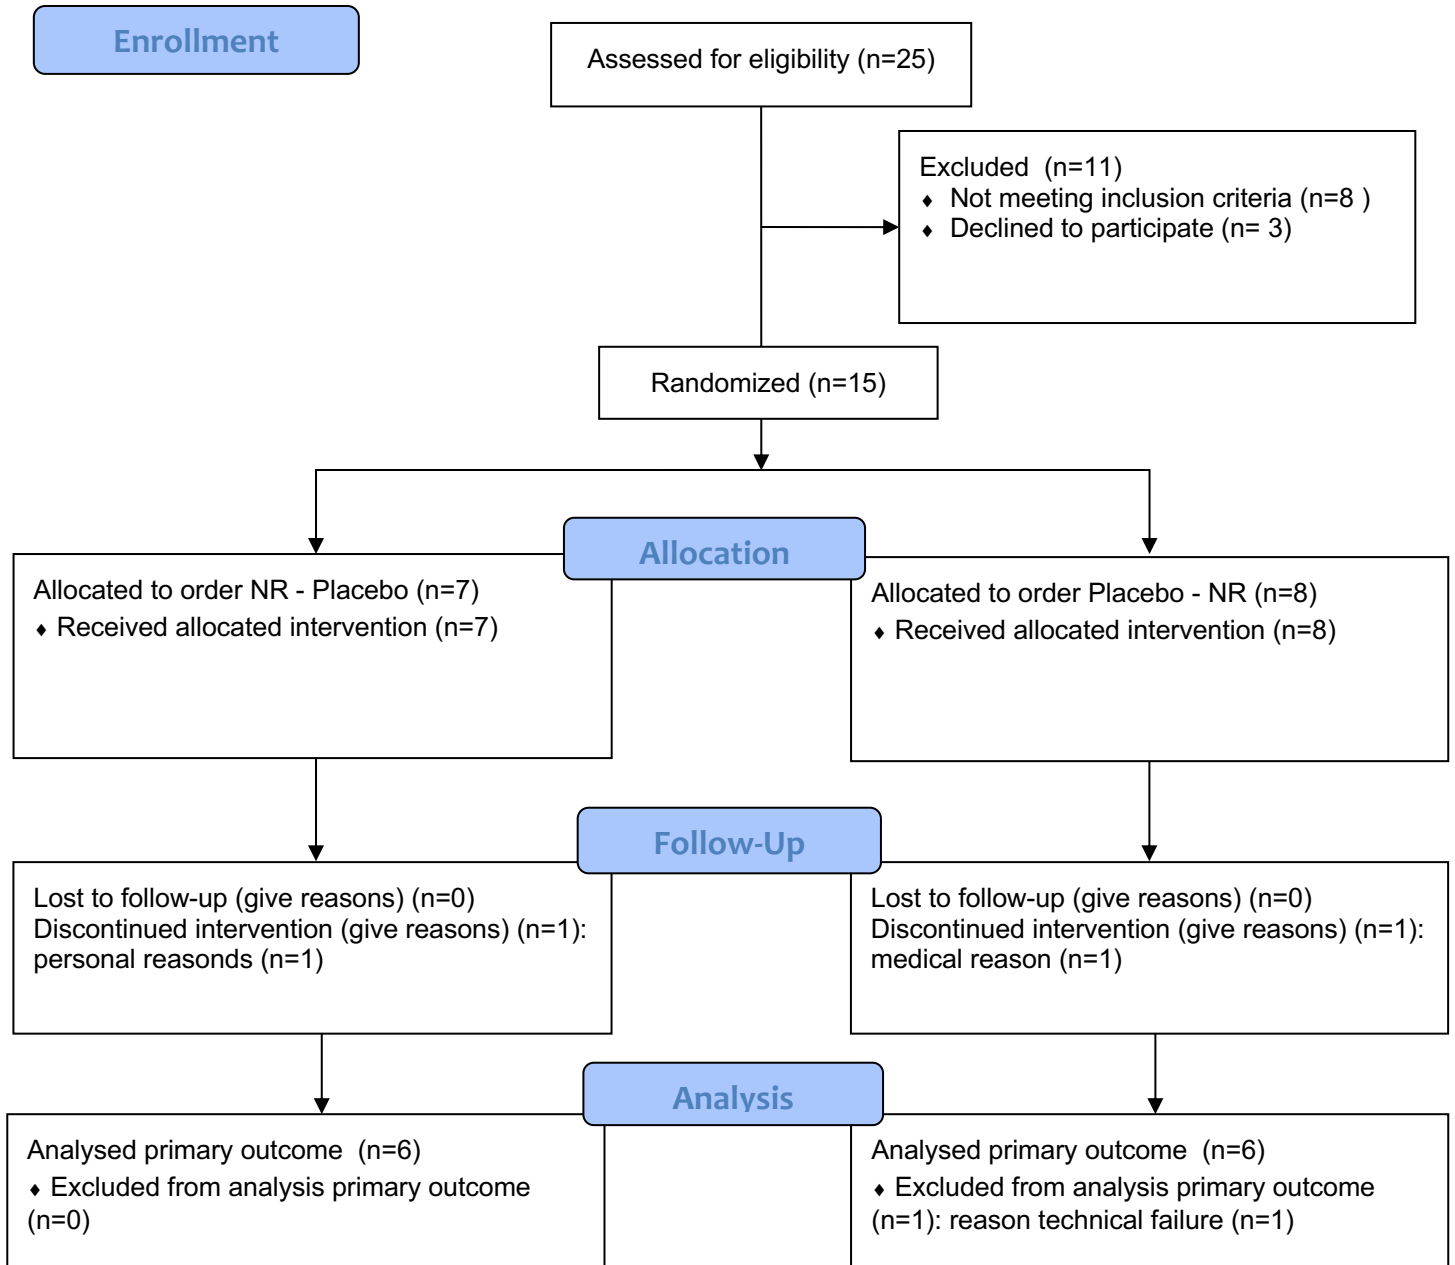 Enrollment
Assessed for eligibility (n=25)
Excluded  (n=11)
♦ Not meeting inclusion criteria (n=8 )
♦ Declined to participate (n= 3)
Randomized (n=15)
Allocation
Allocated to order NR - Placebo (n=7)
♦ Received allocated intervention (n=7)
Allocated to order Placebo - NR (n=8)
♦ Received allocated intervention (n=8)
Follow-Up
Lost to follow-up (give reasons) (n=0)
Discontinued intervention (give reasons) (n=1):
personal reasonds (n=1)
Lost to follow-up (give reasons) (n=0)
Discontinued intervention (give reasons) (n=1):
medical reason (n=1)
Analysis
Analysed primary outcome  (n=6)
♦ Excluded from analysis primary outcome
(n=0)
Analysed primary outcome  (n=6)
♦ Excluded from analysis primary outcome
(n=1): reason technical failure (n=1)